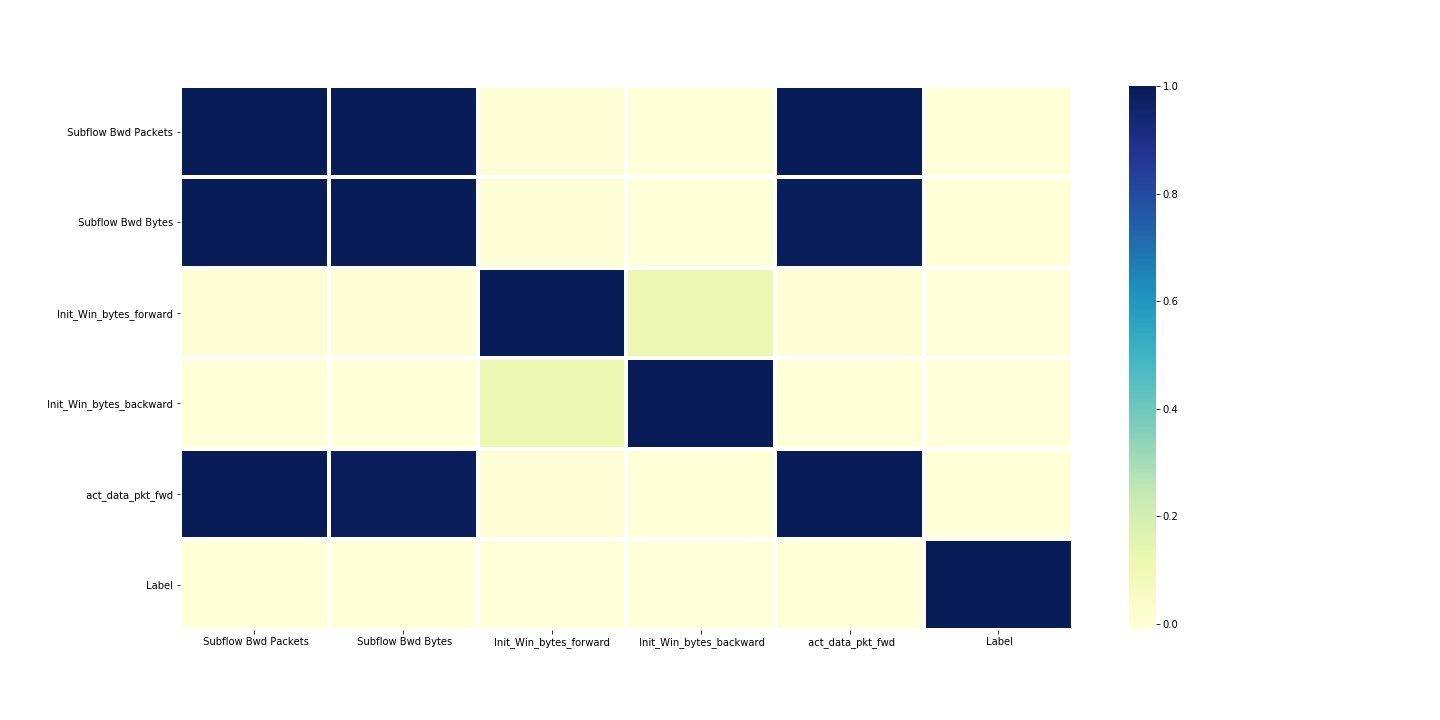 1.0
Subflow Bwd Packets
0.8
Subflow Bwd Bytes
0.6
Init_Win_bytes_forward
0.4
Init_Win_bytes_backward
0.2
act_data_pkt_fwd
Label
0.0
Subflow Bwd Packets Subflow Bwd Bytes Init_Win_bytes_forward Init_Win_bytes_backward act_data_pkt_fwd Label